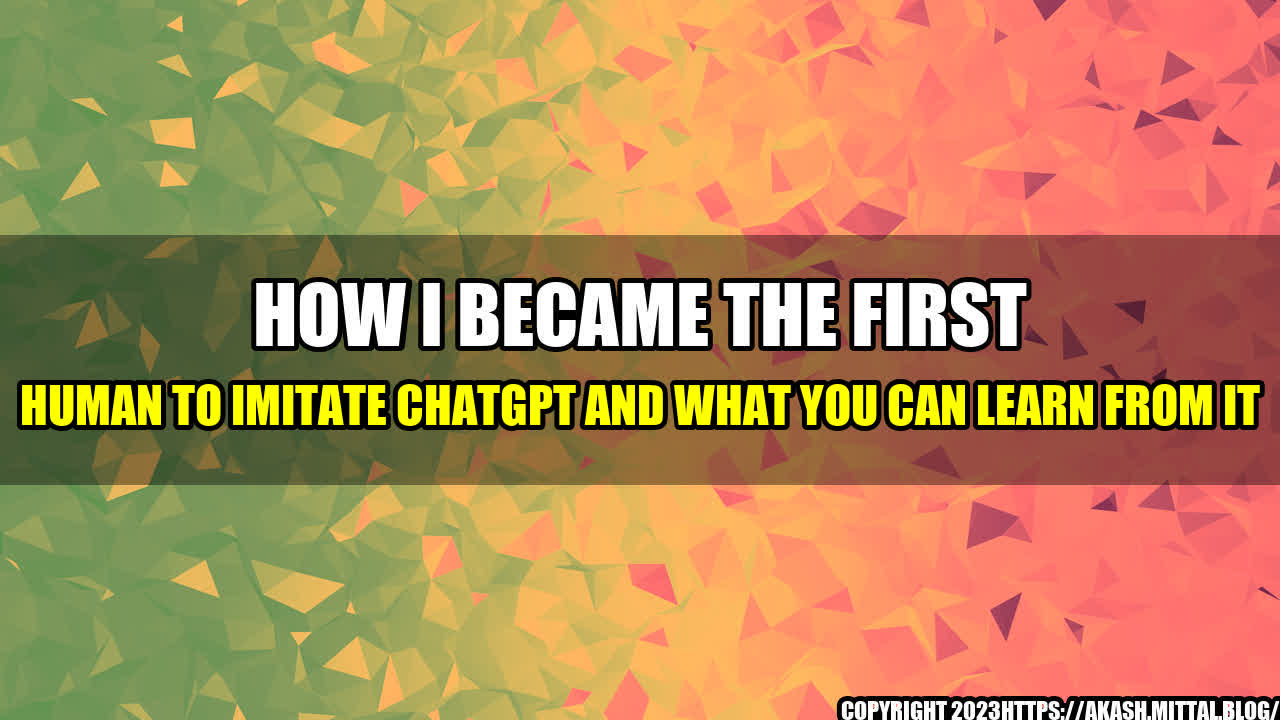 HOW I BECAME THE FIRST
HUMAN TO IMITATE CHATGPT AND WHAT YOU CAN LEARN FROM IT
COPYRIGHT 2023HTTPS://AKASH.MITTAL.BLOG/